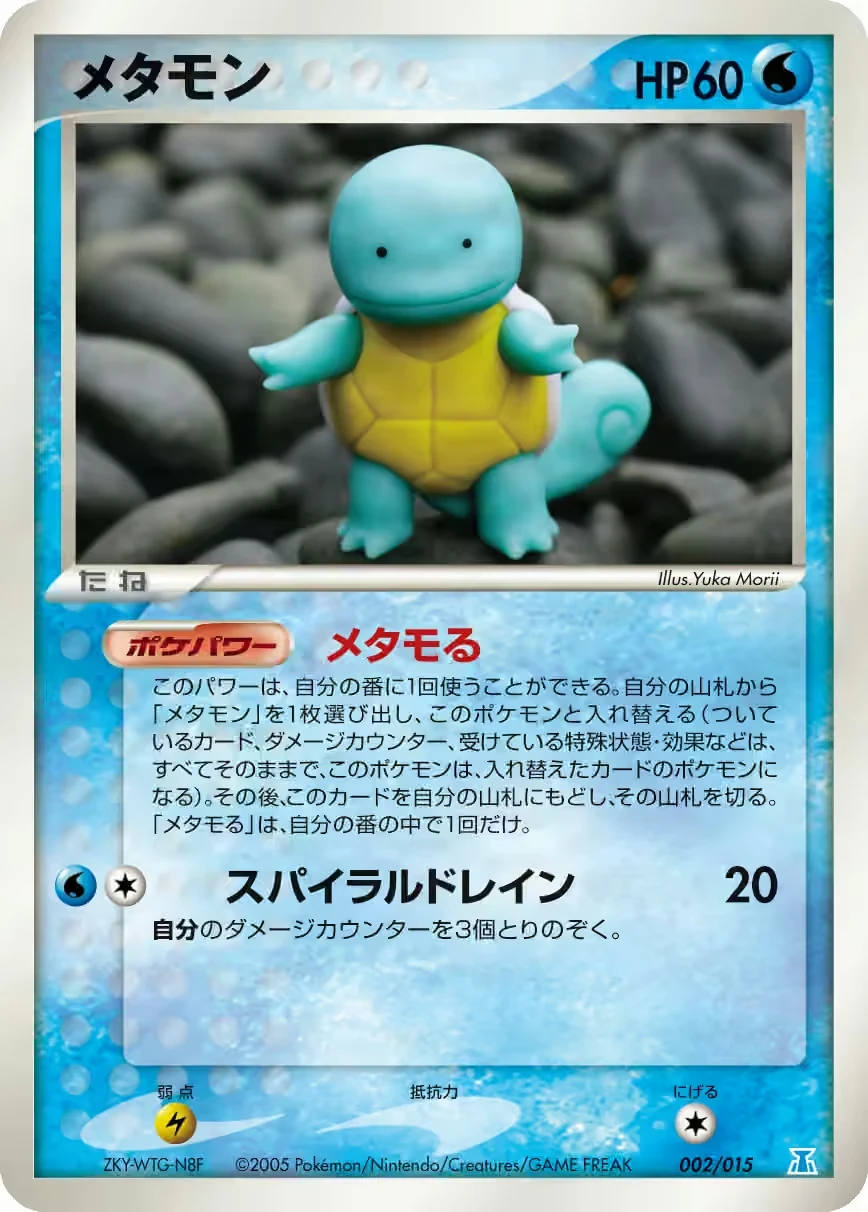 メタモン
HP60
たね
Illus.Yuka Morii
ポケパワー メタモる
このパワーは、自分の番に1回使うことができる。自分の山札から
「メタモン」を1枚選び出し、このポケモンと入れ替える(ついて
いるカード、ダメージカウンター、受けている特殊状態・効果などは、
すべてそのままで、このポケモンは、入れ替えたカードのポケモンに
なる)。その後、このカードを自分の山札にもどし、その山札を切る。
「メタモる」は、自分の番の中で1回だけ。
スパイラルドレイン 20
自分のダメージカウンターを3個とりのぞく。
弱点 抵抗力 にげる
ZKY-WTG-N8F ©2005 Pokémon/Nintendo/Creatures/GAME FREAK 002/015